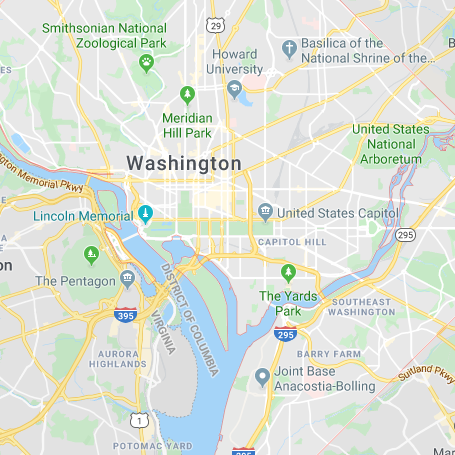 29
Smithsonian National
Zoological Park
Howard
University
Basilica of the
National Shrine of the...
Meridian
Hill Park
United States
National
Arboretum
Washington
Memorial Pkwy
Lincoln Memorial
United States Capitol
CAPITOL HILL
295
The Pentagon
The Yards
Park
DISTRICT OF COLUMBIA
VIRGINIA
395
SOUTHEAST
WASHINGTON
295
AURORA
HIGHLANDS
BARRY FARM
Joint Base
Anacostia-Bolling
Suitland Pkwy
1
POTOMAC YARD